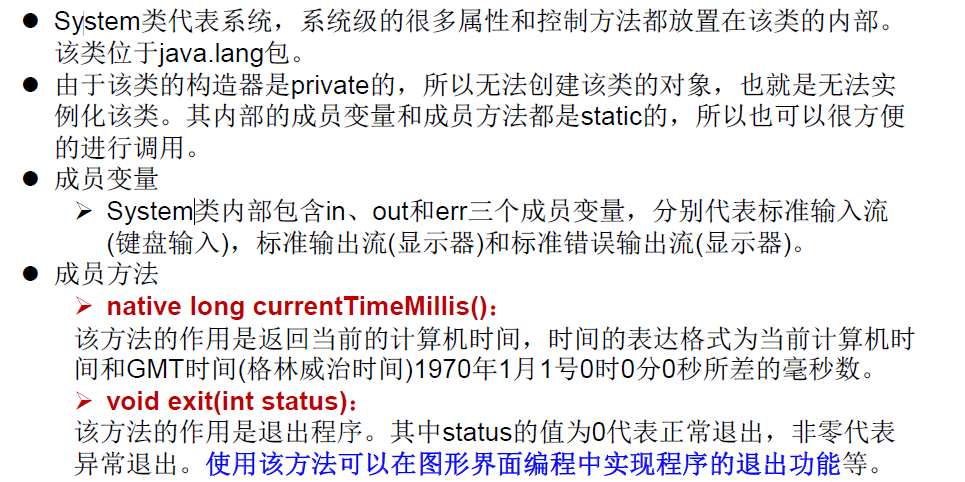 ● System类代表系统，系统级的很多属性和控制方法都放置在该类的内部。
该类位于java.lang包。
● 由于该类的构造器是private的，所以无法创建该类的对象，也就是无法实
例化该类。其内部的成员变量和成员方法都是static的，所以也可以很方便
的进行调用。
● 成员变量
➢ System类内部包含in、out和err三个成员变量，分别代表标准输入流
(键盘输入)，标准输出流(显示器)和标准错误输出流(显示器)。
● 成员方法
➢ native long currentTimeMillis()：
该方法的作用是返回当前的计算机时间，时间的表达格式为当前计算机时
间和GMT时间(格林威治时间)1970年1月1号0时0分0秒所差的毫秒数。
➢ void exit(int status)：
该方法的作用是退出程序。其中status的值为0代表正常退出，非零代表
异常退出。使用该方法可以在图形界面编程中实现程序的退出功能等。